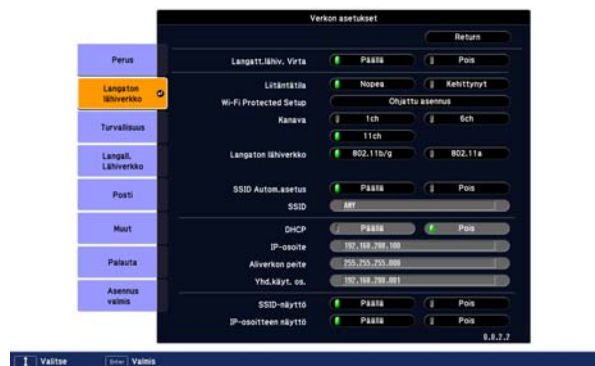 Verkon asetukset
Return
Perus
Langaton lähiverkko
Turvallisuus
Langall. Lähiverkko
Posti
Muut
Palauta
Asennus valmis
Langatt.lähiv. Virta Päällä Pois
Liitäntätila Nopea Kehittynyt
Wi-Fi Protected Setup Ohjattu asennus
Kanava 1ch 6ch
11ch
Langaton lähiverkko 802.11b/g 802.11a
SSID Autom.asetus Päällä Pois
SSID ANY
DHCP Päällä Pois
IP-osoite 192.168.200.100
Aliverkon peite 255.255.255.000
Yhd.käyt. os. 192.168.200.001
SSID-näyttö Päällä Pois
IP-osoitteen näyttö Päällä Pois
0.0.2.2
Valitse Enter Valmis